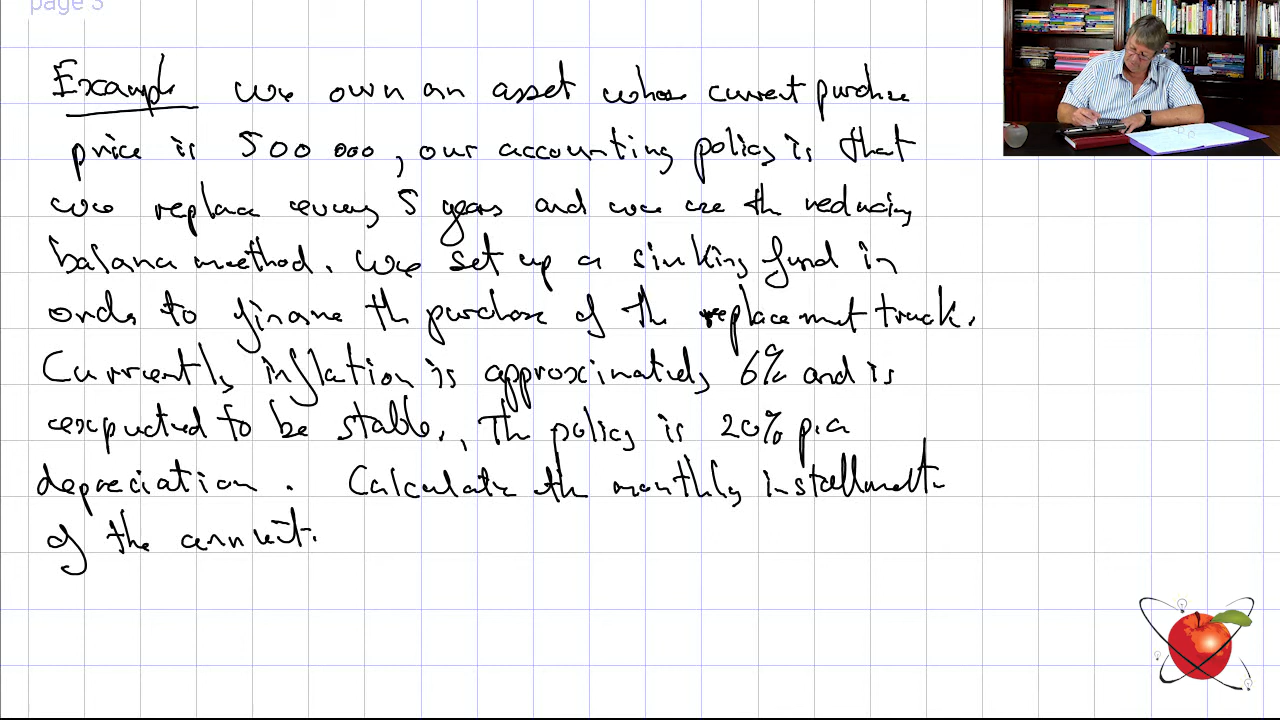 page 3
Example We own an asset whose current purchase
price is 500 000, our accounting policy is that
we replace every 5 years and we use the reducing
balance method. We set up a sinking fund in
order to finance the purchase of the replacement truck.
Currently inflation is approximately 6% and is
expected to be stable. The policy is 20% p.a
depreciation. Calculate the monthly installment
of the annuit.